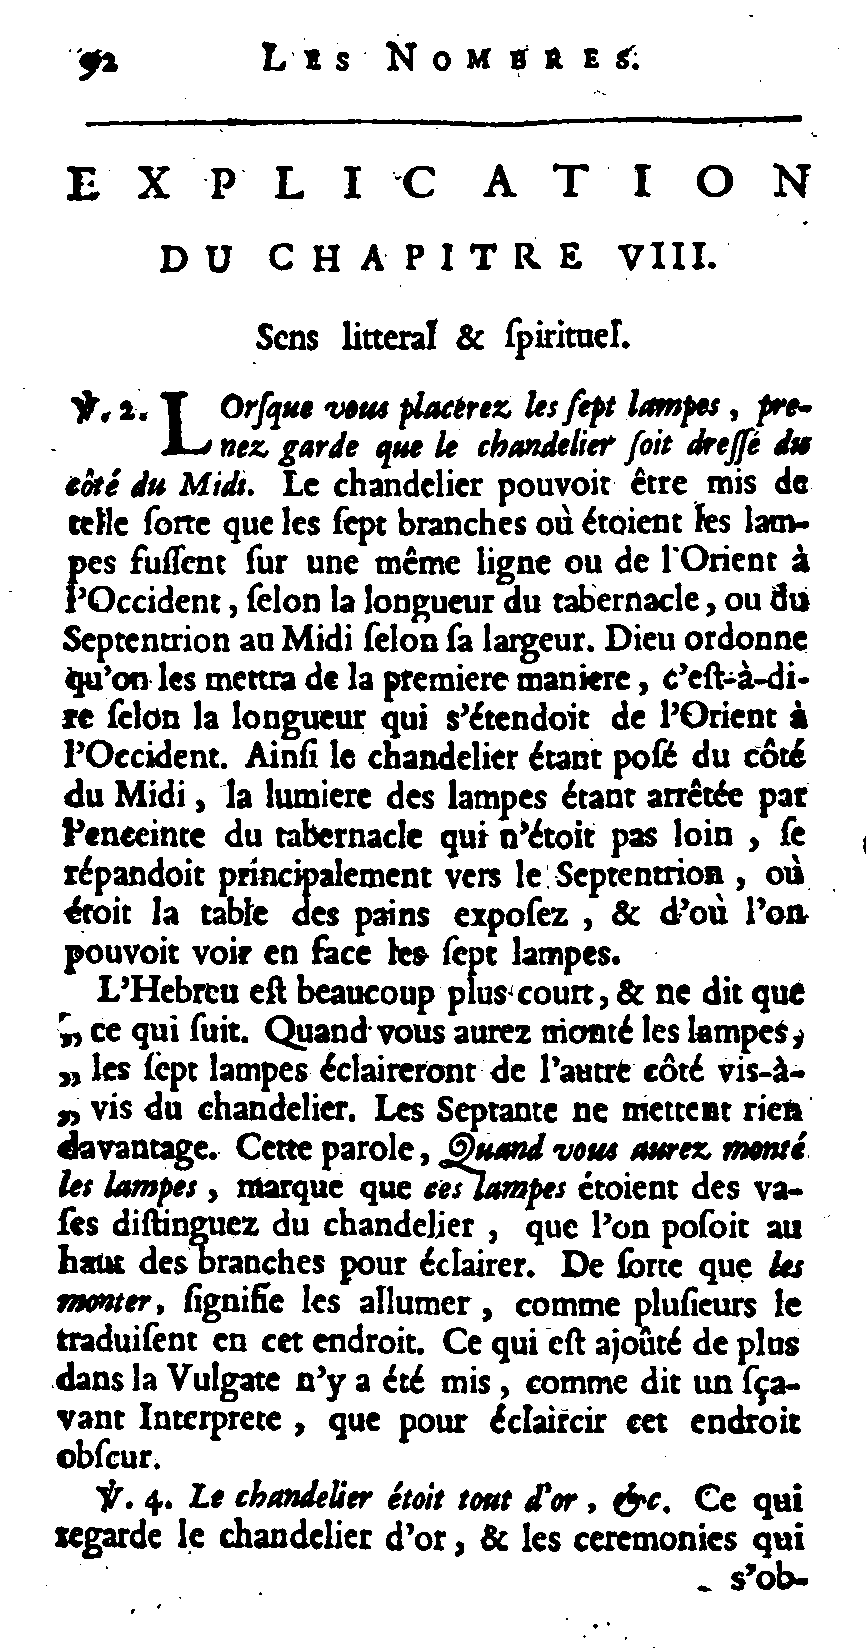 92 LES NOMBRES.
EXPLICATION
DU CHAPITRE VIII.
Sens litteral & ſpirituel.
℣. 2. LOrſque vous placerez les ſept lampes, pre-
nez garde que le chandelier ſoit dreſſé du
côté du Midi. Le chandelier pouvoit être mis de
telle ſorte que les ſept branches où étoient les lam-
pes fuſſent ſur une même ligne ou de l'Orient à
l'Occident, ſelon la longueur du tabernacle, ou du
Septentrion au Midi ſelon ſa largeur. Dieu ordonne
qu'on les mettra de la premiere maniere, c'eſt-à-di-
re ſelon la longueur qui s'étendoit de l'Orient à
l'Occident. Ainſi le chandelier étant poſé du côté
du Midi, la lumiere des lampes étant arrêtée par
l'enceinte du tabernacle qui n'étoit pas loin, ſe
répandoit principalement vers le Septentrion, où
étoit la table des pains expoſez, & d'où l'on
pouvoit voir en face les ſept lampes.
L'Hebreu eſt beaucoup plus court, & ne dit que
„ ce qui ſuit. Quand vous aurez monté les lampes,
„ les ſept lampes éclaireront de l'autre côté vis-à-
„ vis du chandelier. Les Septante ne mettent rien
davantage. Cette parole, Quand vous aurez monté
les lampes, marque que ces lampes étoient des va-
ſes diſtinguez du chandelier, que l'on poſoit au
haut des branches pour éclairer. De ſorte que les
monter, ſignifie les allumer, comme pluſieurs le
traduiſent en cet endroit. Ce qui eſt ajoûté de plus
dans la Vulgate n'y a été mis, comme dit un ſça-
vant Interprete, que pour éclaircir cet endroit
obſcur.
℣. 4. Le chandelier étoit tout d'or, &c. Ce qui
regarde le chandelier d'or, & les ceremonies qui
s'ob-